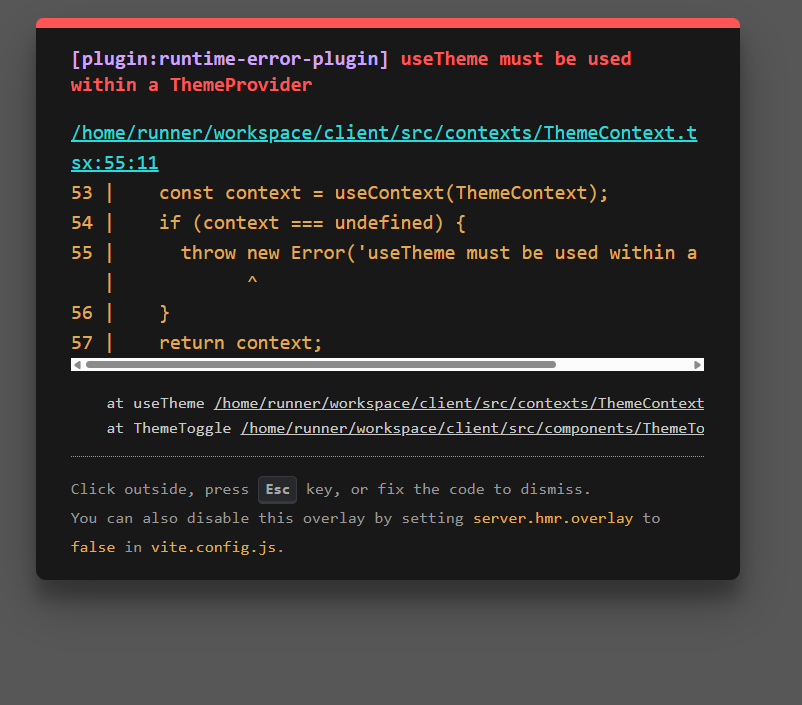 [plugin:runtime-error-plugin] useTheme must be used
within a ThemeProvider
/home/runner/workspace/client/src/contexts/ThemeContext.t
sx:55:11
53 |    const context = useContext(ThemeContext);
54 |    if (context === undefined) {
55 |      throw new Error('useTheme must be used within a
   |            ^
56 |    }
57 |    return context;
at useTheme /home/runner/workspace/client/src/contexts/ThemeContext
at ThemeToggle /home/runner/workspace/client/src/components/ThemeTo
Click outside, press Esc key, or fix the code to dismiss.
You can also disable this overlay by setting server.hmr.overlay to
false in vite.config.js.